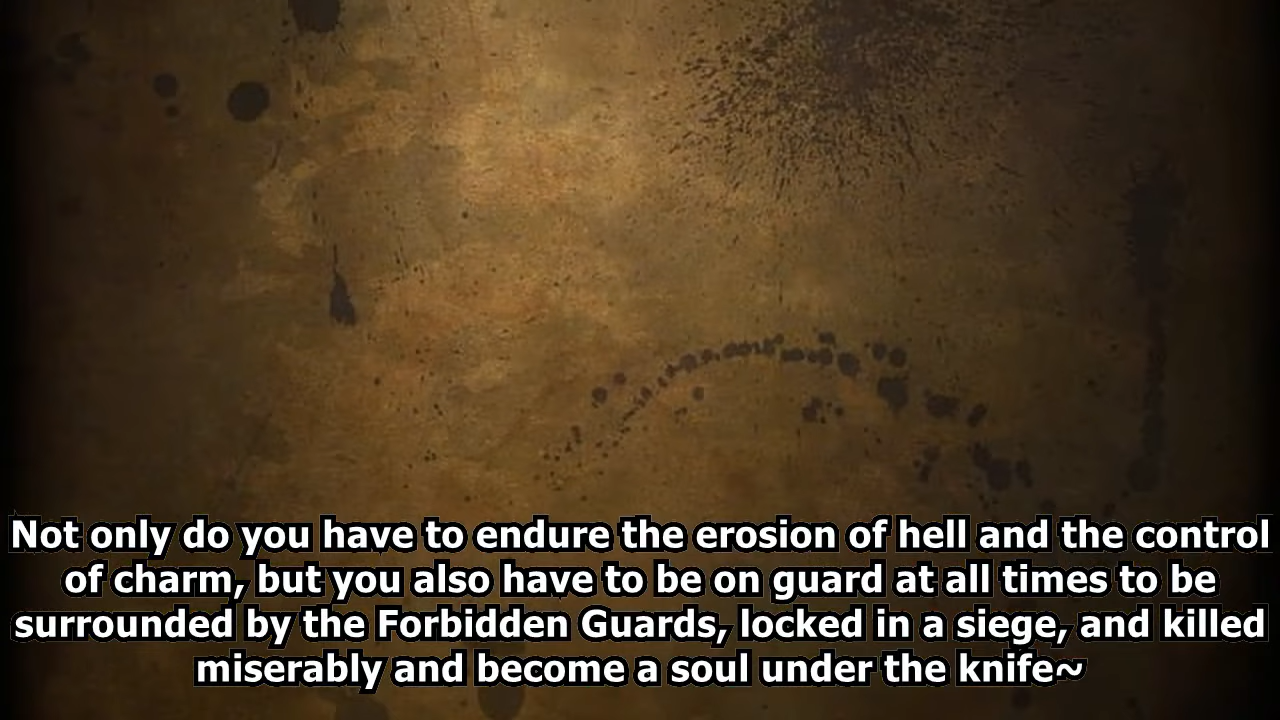 Not only do you have to endure the erosion of hell and the control
of charm, but you also have to be on guard at all times to be
surrounded by the Forbidden Guards, locked in a siege, and killed
miserably and become a soul under the knife~